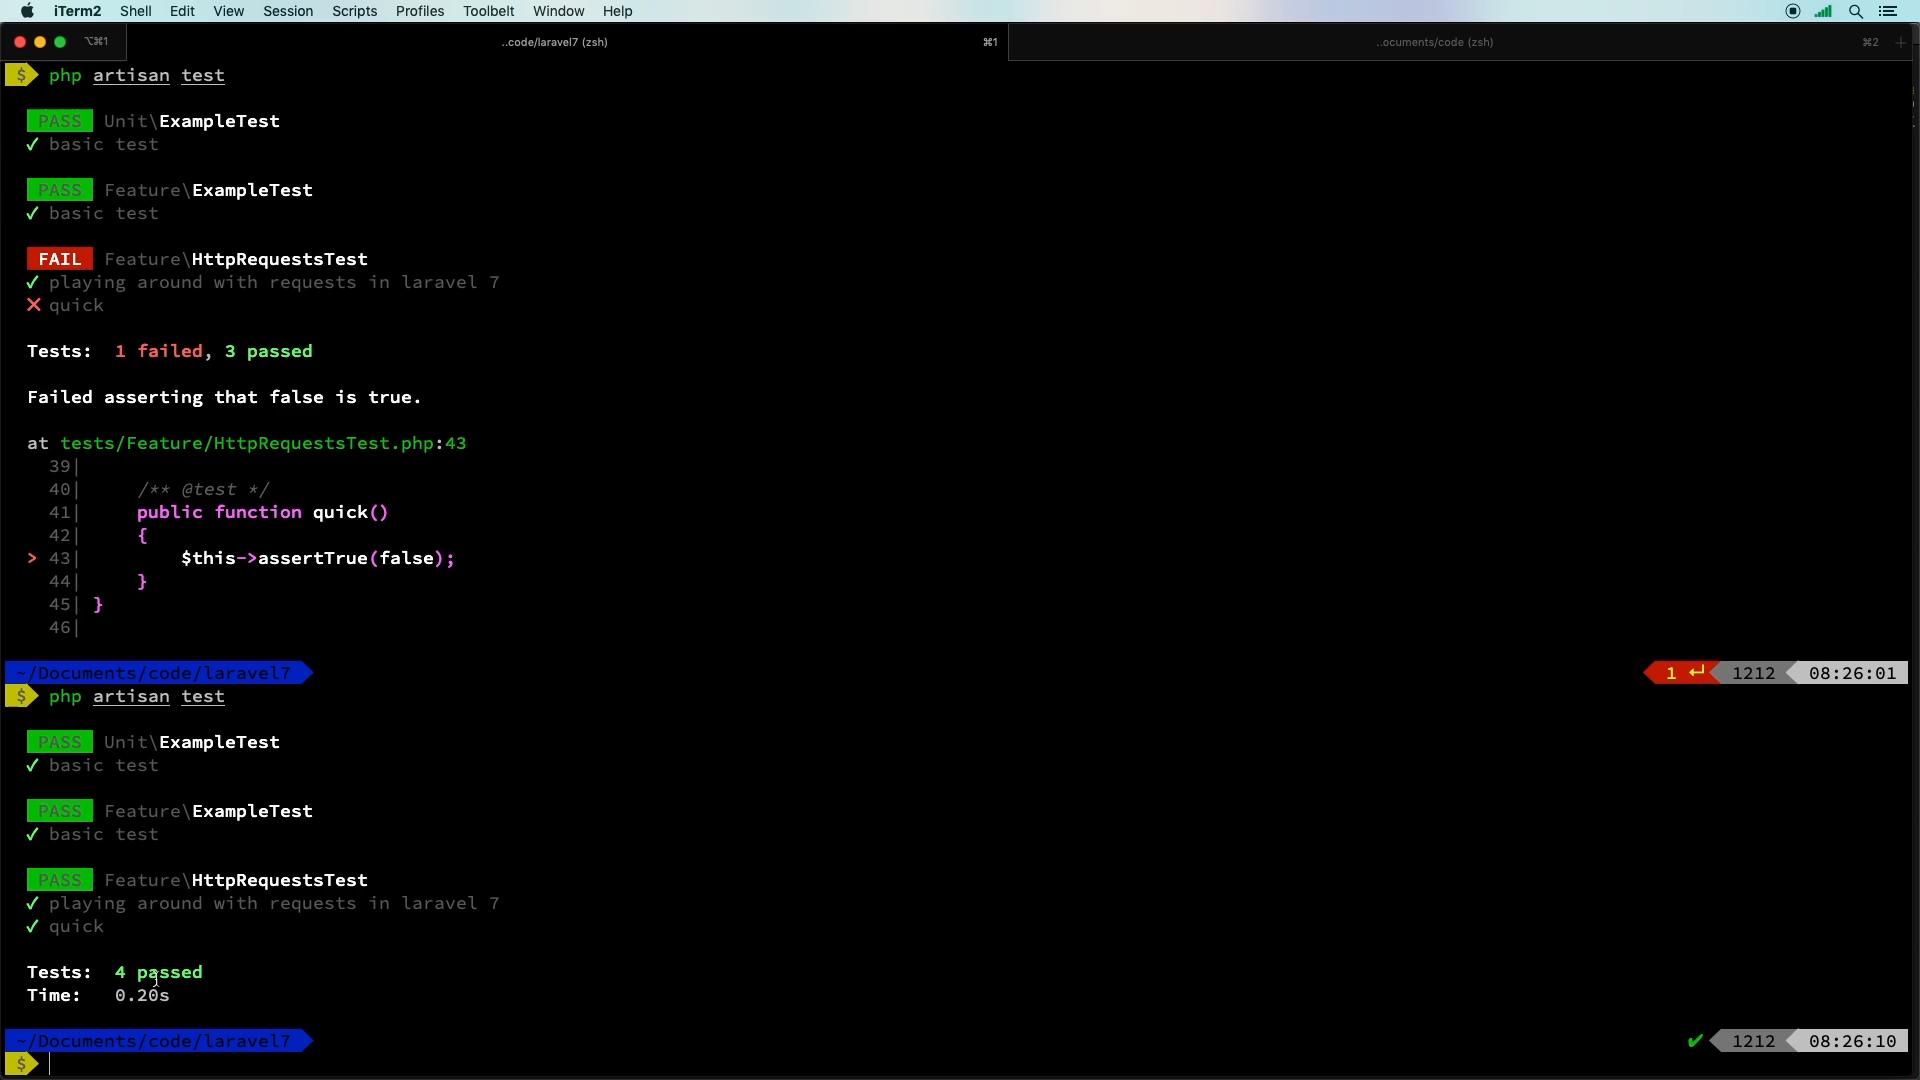 iTerm2 Shell Edit View Session Scripts Profiles Toolbelt Window Help
⌥⌘1 ..code/laravel7 (zsh) ⌘1 ..ocuments/code (zsh) ⌘2 +
$ php artisan test
PASS Unit\ExampleTest
✓ basic test
PASS Feature\ExampleTest
✓ basic test
FAIL Feature\HttpRequestsTest
✓ playing around with requests in laravel 7
✕ quick
Tests: 1 failed, 3 passed
Failed asserting that false is true.
at tests/Feature/HttpRequestsTest.php:43
39|
40| /** @test */
41| public function quick()
42| {
> 43| $this->assertTrue(false);
44| }
45| }
46|
~/Documents/code/laravel7 1 ↵ 1212 08:26:01
$ php artisan test
PASS Unit\ExampleTest
✓ basic test
PASS Feature\ExampleTest
✓ basic test
PASS Feature\HttpRequestsTest
✓ playing around with requests in laravel 7
✓ quick
Tests: 4 passed
Time: 0.20s
~/Documents/code/laravel7 ✔ 1212 08:26:10
$